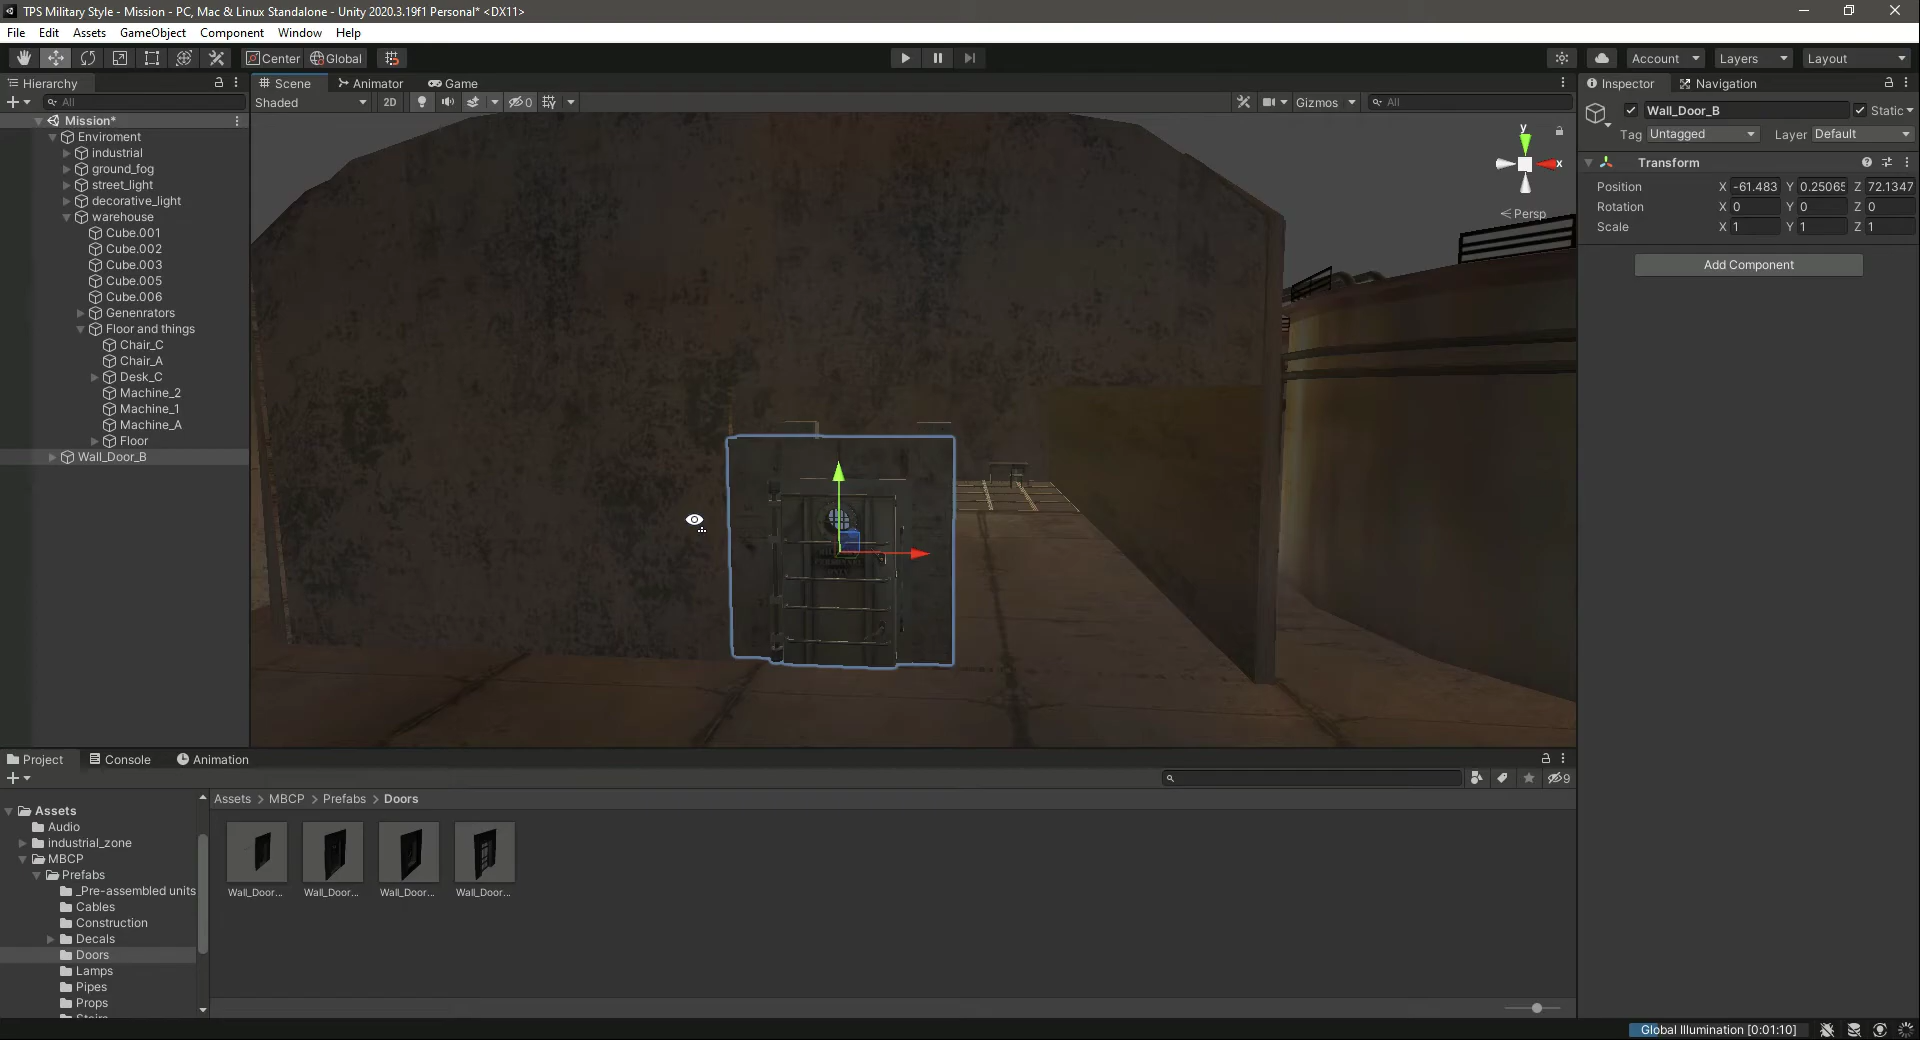 TPS Military Style - Mission - PC, Mac & Linux Standalone - Unity 2020.3.19f1 Personal* <DX11>
File Edit Assets GameObject Component Window Help
Center Global Account Layers Layout
Hierarchy
All
Mission*
Enviroment
industrial
ground_fog
street_light
decorative_light
warehouse
Cube.001
Cube.002
Cube.003
Cube.005
Cube.006
Genenrators
Floor and things
Chair_C
Chair_A
Desk_C
Machine_2
Machine_1
Machine_A
Floor
Wall_Door_B
Scene Animator Game
Shaded 2D 0 Gizmos All
y
x
Persp
Inspector Navigation
Wall_Door_B Static
Tag Untagged Layer Default
Transform
Position X -61.483 Y 0.25065 Z 72.1347
Rotation X 0 Y 0 Z 0
Scale X 1 Y 1 Z 1
Add Component
Project Console Animation
9
Assets
Audio
industrial_zone
MBCP
Prefabs
_Pre-assembled units
Cables
Construction
Decals
Doors
Lamps
Pipes
Props
Assets > MBCP > Prefabs > Doors
Wall_Door... Wall_Door... Wall_Door... Wall_Door...
Global Illumination [0:01:10]